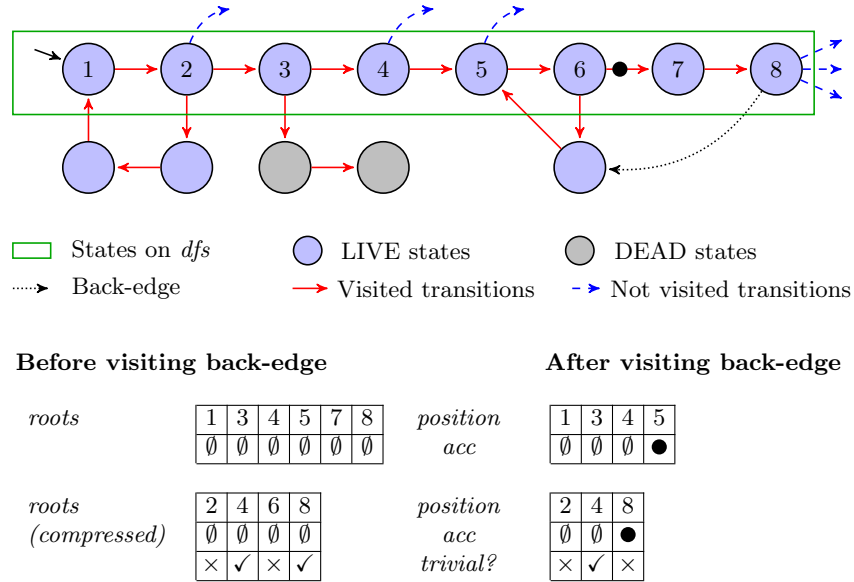 1 2 3 4 5 6 7 8
States on dfs LIVE states DEAD states
Back-edge Visited transitions Not visited transitions
Before visiting back-edge After visiting back-edge
roots 1 3 4 5 7 8 position 1 3 4 5
∅ ∅ ∅ ∅ ∅ ∅ acc ∅ ∅ ∅ ●
roots 2 4 6 8 position 2 4 8
(compressed) ∅ ∅ ∅ ∅ acc ∅ ∅ ●
× ✓ × ✓ trivial? × ✓ ×